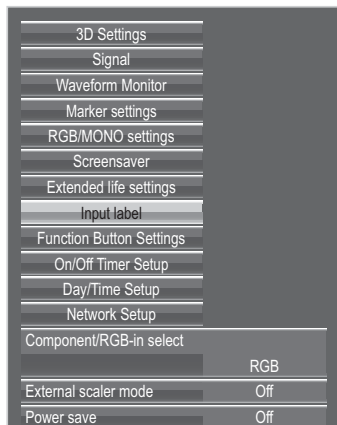 3D Settings
Signal
Waveform Monitor
Marker settings
RGB/MONO settings
Screensaver
Extended life settings
Input label
Function Button Settings
On/Off Timer Setup
Day/Time Setup
Network Setup
Component/RGB-in select
RGB
External scaler mode Off
Power save Off